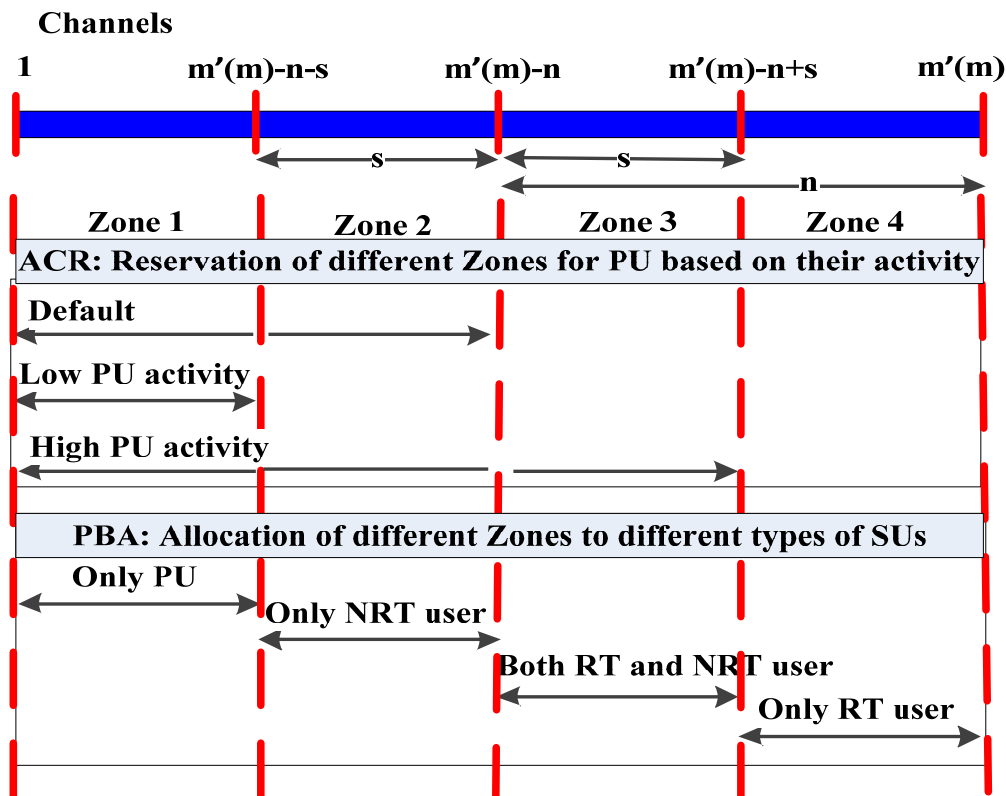 Channels
1 m’(m)-n-s m’(m)-n m’(m)-n+s m’(m)
s s
n
Zone 1 Zone 2 Zone 3 Zone 4
ACR: Reservation of different Zones for PU based on their activity
Default
Low PU activity
High PU activity
PBA: Allocation of different Zones to different types of SUs
Only PU
Only NRT user
Both RT and NRT user
Only RT user